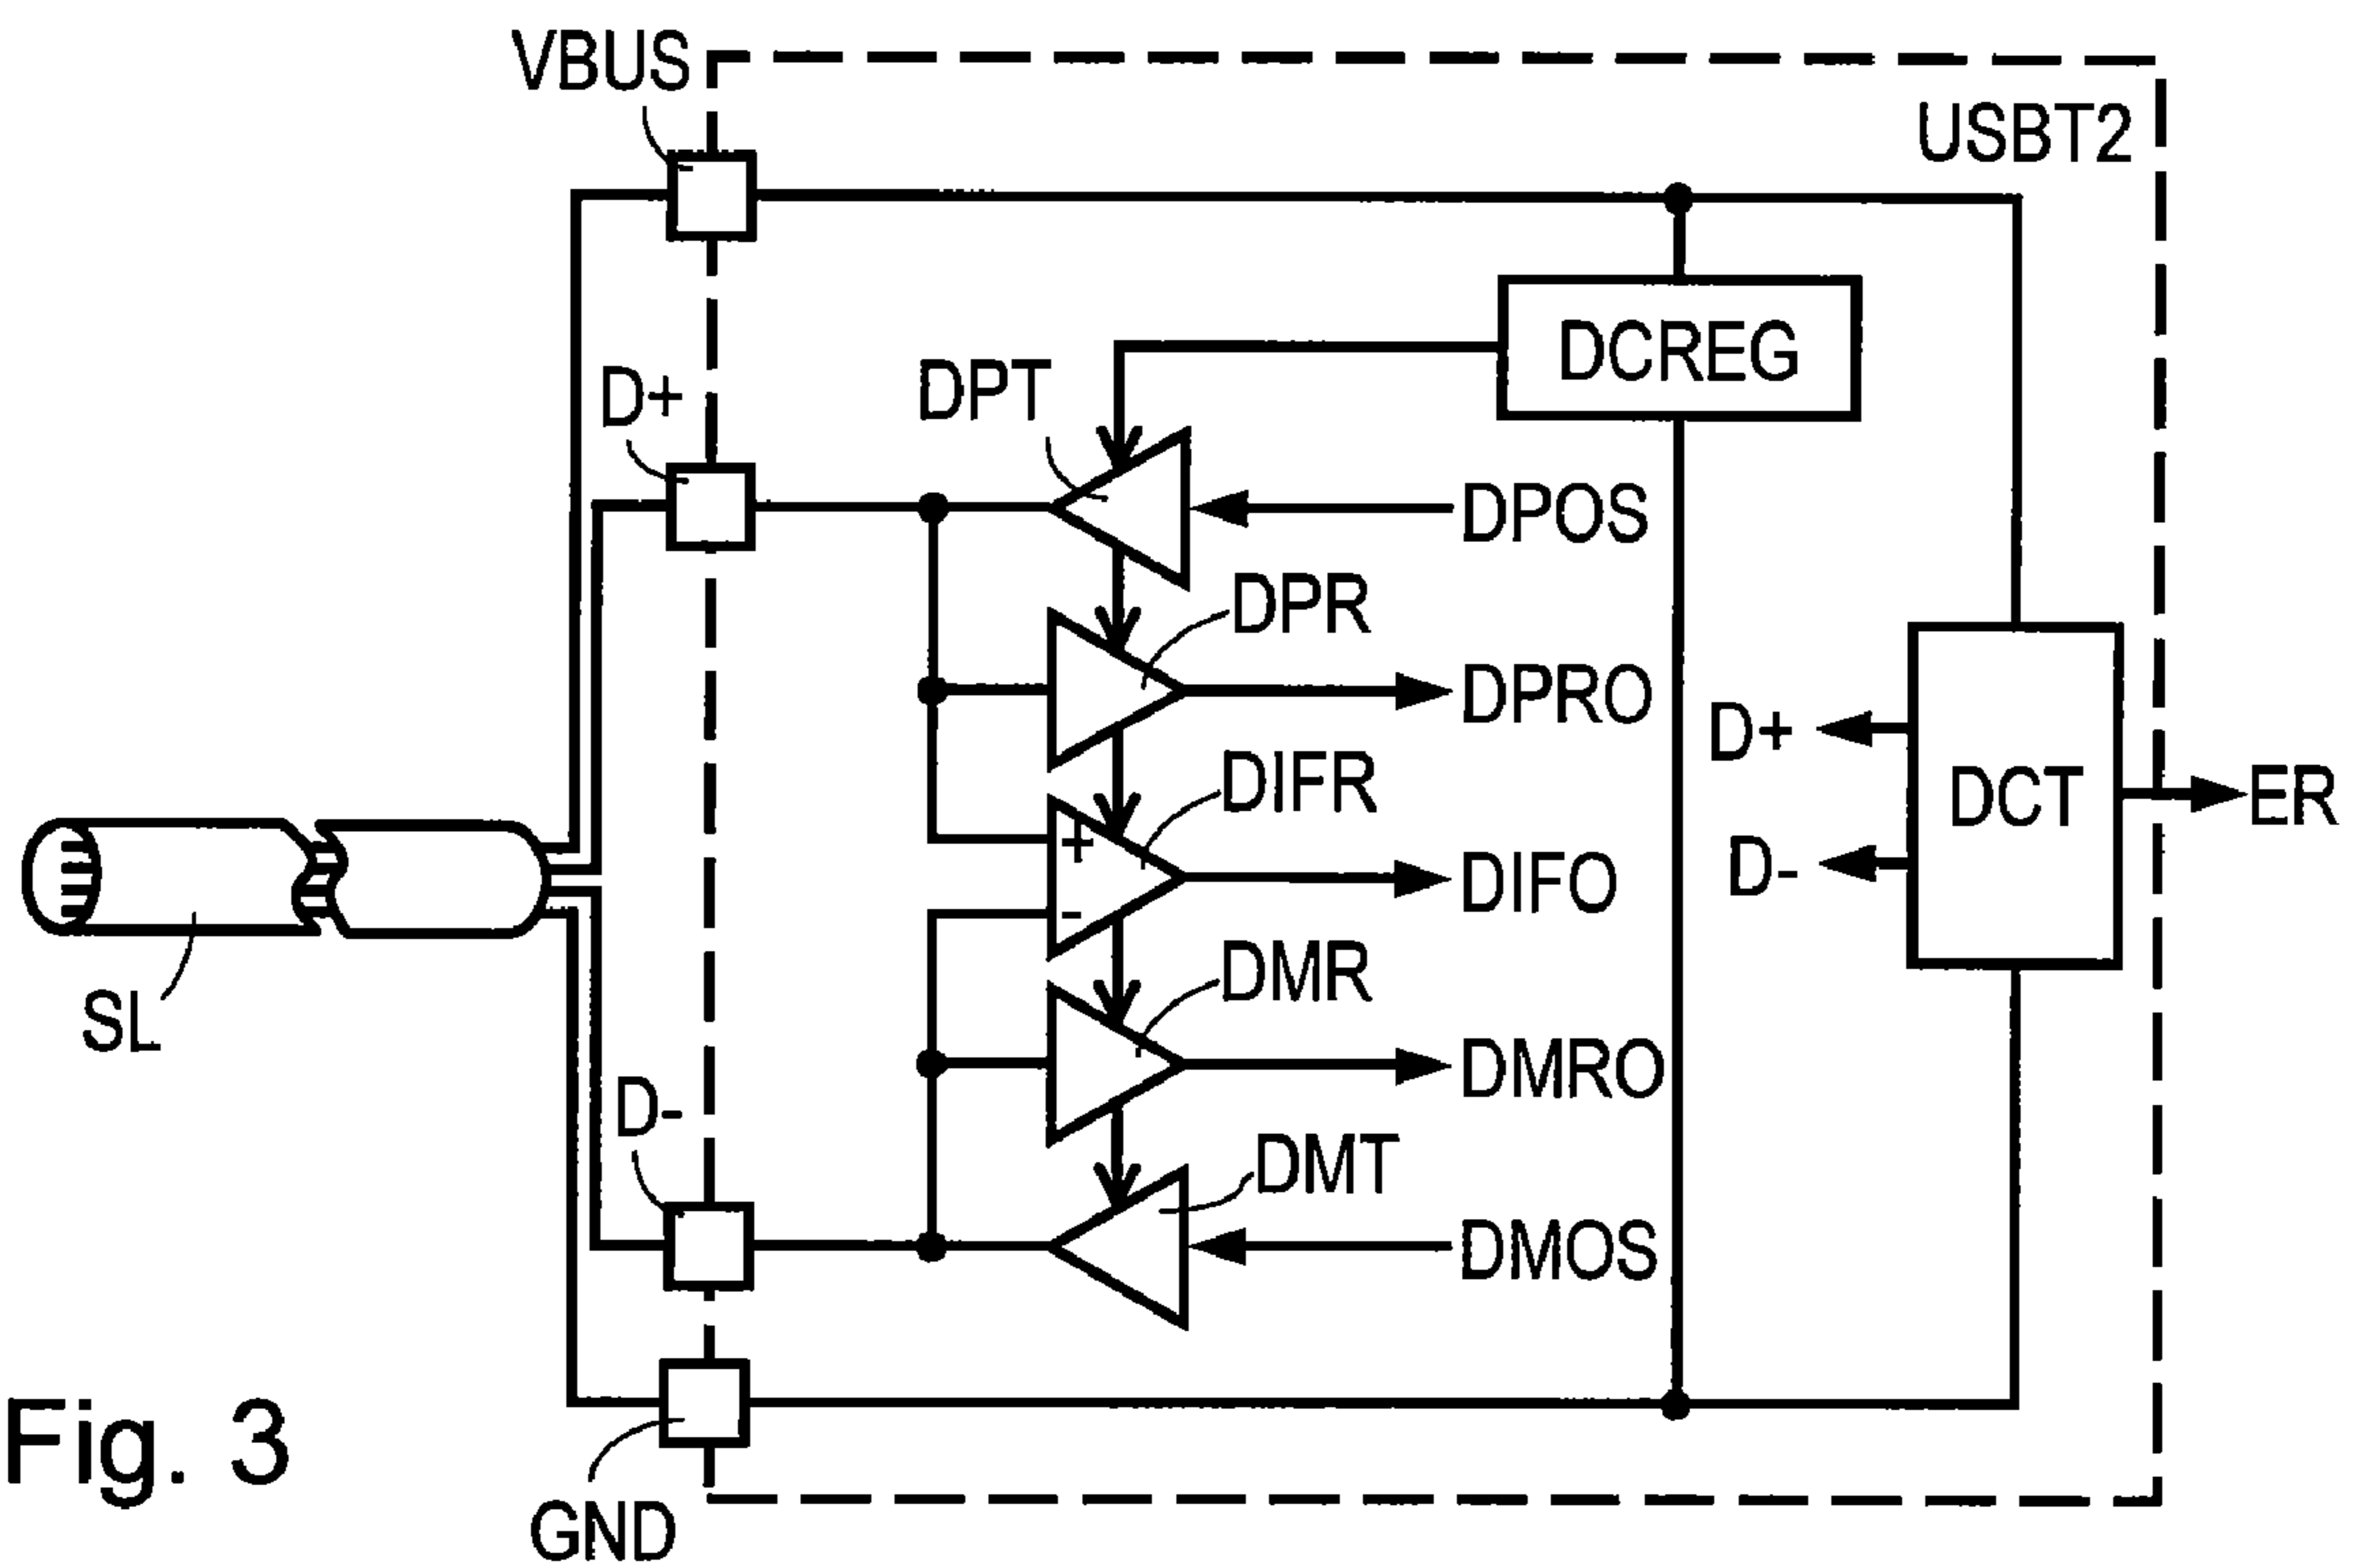 VBUS
USBT2
DCREG
DPT
D+
DPOS
DPR
DPRO
D+
DIFR
DCT
ER
+
D-
DIFO
-
DMR
SL
DMRO
D-
DMT
DMOS
Fig. 3
GND